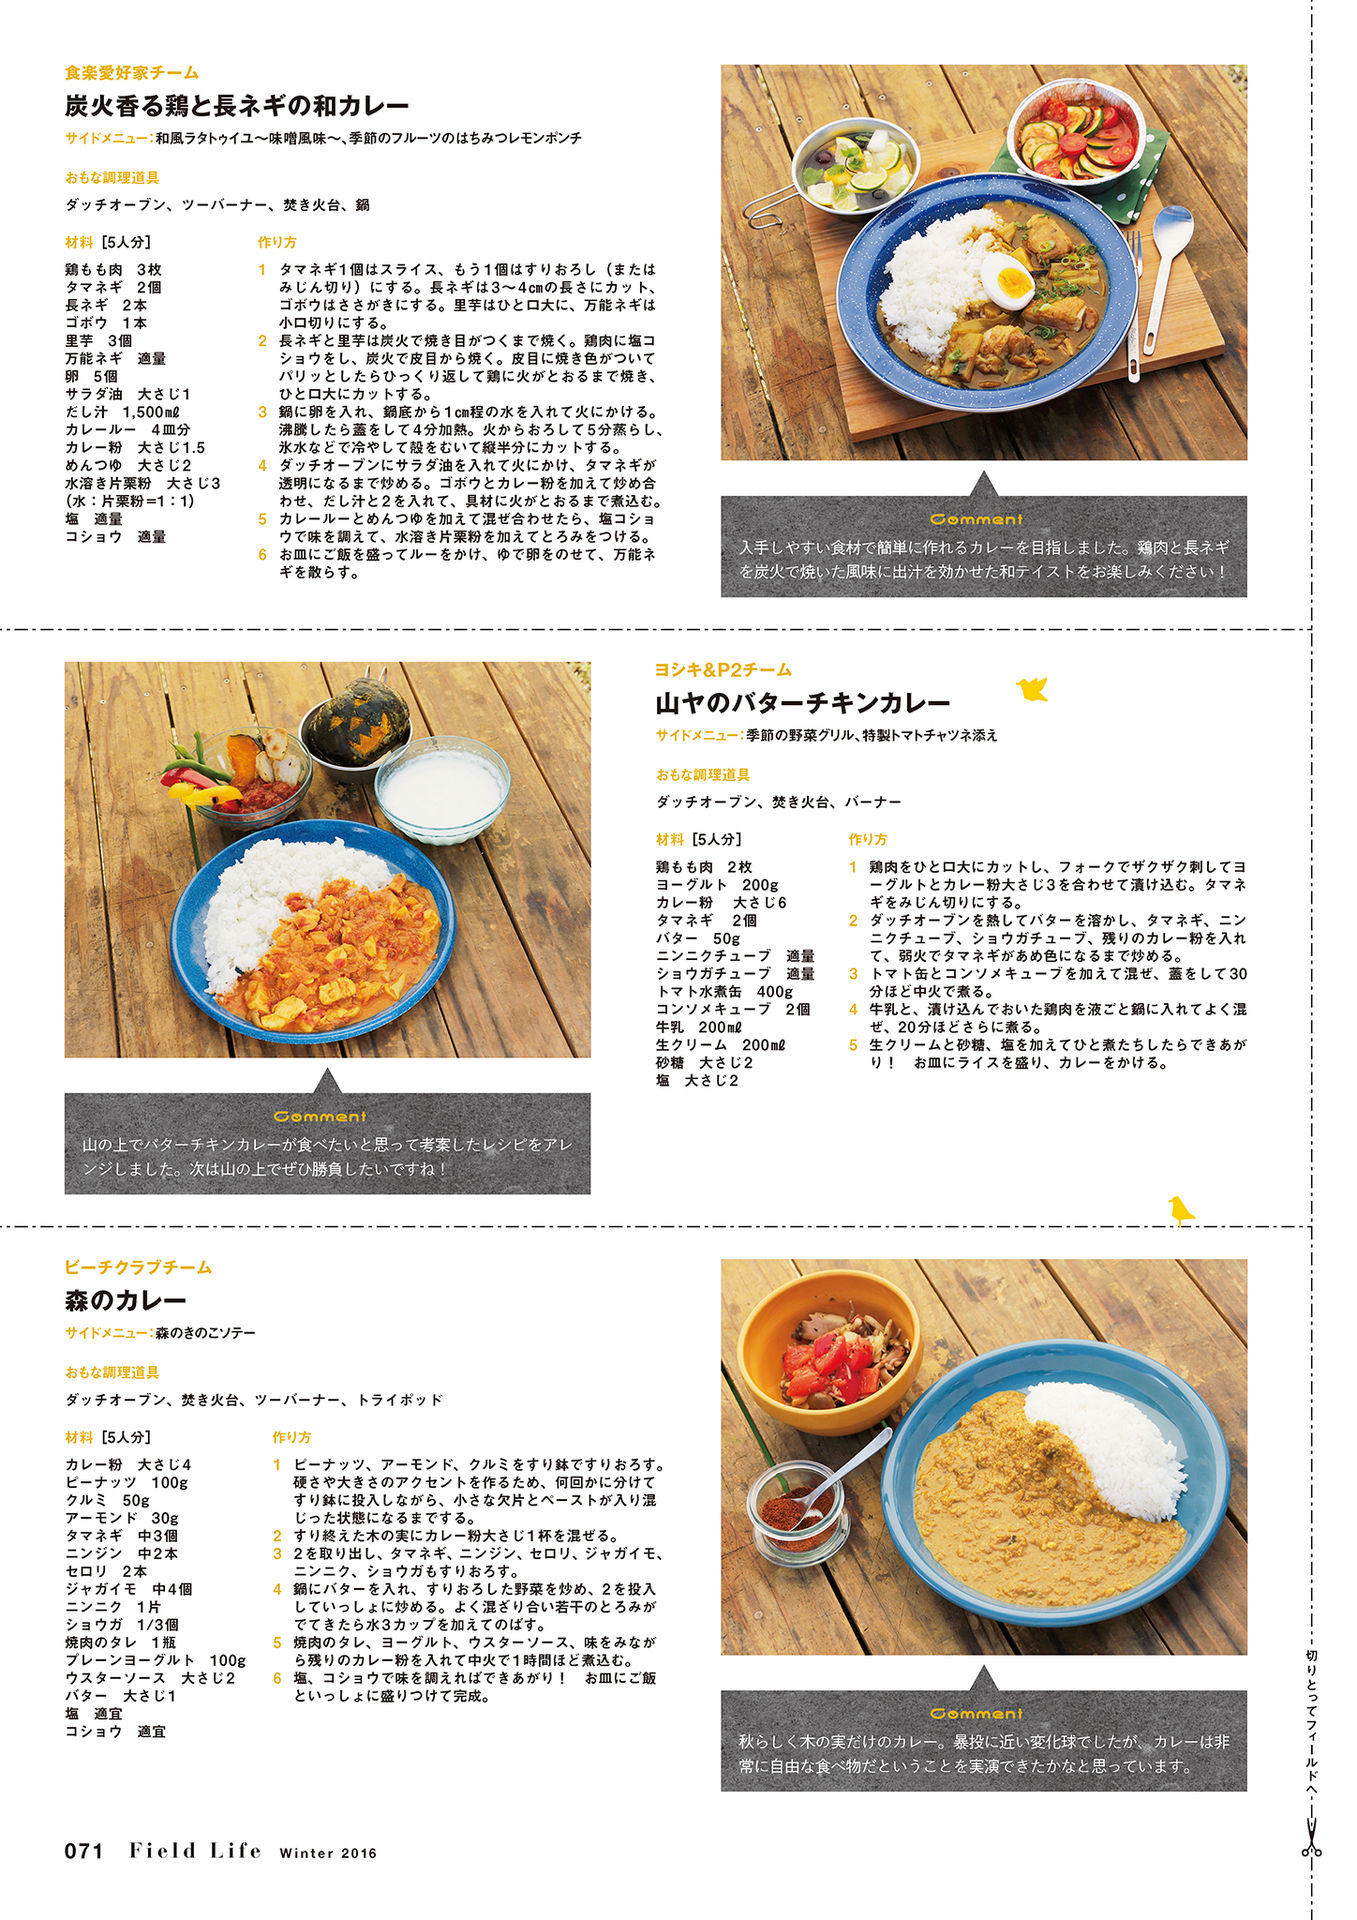 食楽愛好家チーム
炭火香る鶏と長ネギの和カレー
サイドメニュー：和風ラタトゥイユ〜味噌風味〜、季節のフルーツのはちみつレモンポンチ
おもな調理道具
ダッチオーブン、ツーバーナー、焚き火台、鍋
材料［5人分］
鶏もも肉　3枚
タマネギ　2個
長ネギ　2本
ゴボウ　1本
里芋　3個
万能ネギ　適量
卵　5個
サラダ油　大さじ1
だし汁　1,500㎖
カレールー　4皿分
カレー粉　大さじ1.5
めんつゆ　大さじ2
水溶き片栗粉　大さじ3
（水：片栗粉=1：1）
塩　適量
コショウ　適量
作り方
1　タマネギ1個はスライス、もう1個はすりおろし（または
みじん切り）にする。長ネギは3〜4㎝の長さにカット、
ゴボウはささがきにする。里芋はひと口大に、万能ネギは
小口切りにする。
2　長ネギと里芋は炭火で焼き目がつくまで焼く。鶏肉に塩コ
ショウをし、炭火で皮目から焼く。皮目に焼き色がついて
パリッとしたらひっくり返して鶏に火がとおるまで焼き、
ひと口大にカットする。
3　鍋に卵を入れ、鍋底から1㎝程の水を入れて火にかける。
沸騰したら蓋をして4分加熱。火からおろして5分蒸らし、
氷水などで冷やして殻をむいて縦半分にカットする。
4　ダッチオーブンにサラダ油を入れて火にかけ、タマネギが
透明になるまで炒める。ゴボウとカレー粉を加えて炒め合
わせ、だし汁と2を入れて、具材に火がとおるまで煮込む。
5　カレールーとめんつゆを加えて混ぜ合わせたら、塩コショ
ウで味を調えて、水溶き片栗粉を加えてとろみをつける。
6　お皿にご飯を盛ってルーをかけ、ゆで卵をのせて、万能ネ
ギを散らす。
Comment
入手しやすい食材で簡単に作れるカレーを目指しました。鶏肉と長ネギ
を炭火で焼いた風味に出汁を効かせた和テイストをお楽しみください！
ヨシキ&P2チーム
山ヤのバターチキンカレー
サイドメニュー：季節の野菜グリル、特製トマトチャツネ添え
おもな調理道具
ダッチオーブン、焚き火台、バーナー
材料［5人分］
鶏もも肉　2枚
ヨーグルト　200g
カレー粉　大さじ6
タマネギ　2個
バター　50g
ニンニクチューブ　適量
ショウガチューブ　適量
トマト水煮缶　400g
コンソメキューブ　2個
牛乳　200㎖
生クリーム　200㎖
砂糖　大さじ2
塩　大さじ2
作り方
1　鶏肉をひと口大にカットし、フォークでザクザク刺してヨ
ーグルトとカレー粉大さじ3を合わせて漬け込む。タマネ
ギをみじん切りにする。
2　ダッチオーブンを熱してバターを溶かし、タマネギ、ニン
ニクチューブ、ショウガチューブ、残りのカレー粉を入れ
て、弱火でタマネギがあめ色になるまで炒める。
3　トマト缶とコンソメキューブを加えて混ぜ、蓋をして30
分ほど中火で煮る。
4　牛乳と、漬け込んでおいた鶏肉を液ごと鍋に入れてよく混
ぜ、20分ほどさらに煮る。
5　生クリームと砂糖、塩を加えてひと煮たちしたらできあが
り！　お皿にライスを盛り、カレーをかける。
Comment
山の上でバターチキンカレーが食べたいと思って考案したレシピをアレ
ンジしました。次は山の上でぜひ勝負したいですね！
ビーチクラブチーム
森のカレー
サイドメニュー：森のきのこソテー
おもな調理道具
ダッチオーブン、焚き火台、ツーバーナー、トライポッド
材料［5人分］
カレー粉　大さじ4
ピーナッツ　100g
クルミ　50g
アーモンド　30g
タマネギ　中3個
ニンジン　中2本
セロリ　2本
ジャガイモ　中4個
ニンニク　1片
ショウガ　1/3個
焼肉のタレ　1瓶
プレーンヨーグルト　100g
ウスターソース　大さじ2
バター　大さじ1
塩　適宜
コショウ　適宜
作り方
1　ピーナッツ、アーモンド、クルミをすり鉢ですりおろす。
硬さや大きさのアクセントを作るため、何回かに分けて
すり鉢に投入しながら、小さな欠片とペーストが入り混
じった状態になるまでする。
2　すり終えた木の実にカレー粉大さじ1杯を混ぜる。
3　2を取り出し、タマネギ、ニンジン、セロリ、ジャガイモ、
ニンニク、ショウガもすりおろす。
4　鍋にバターを入れ、すりおろした野菜を炒め、2を投入
していっしょに炒める。よく混ざり合い若干のとろみが
でてきたら水3カップを加えてのばす。
5　焼肉のタレ、ヨーグルト、ウスターソース、味をみなが
ら残りのカレー粉を入れて中火で1時間ほど煮込む。
6　塩、コショウで味を調えればできあがり！　お皿にご飯
といっしょに盛りつけて完成。
Comment
秋らしく木の実だけのカレー。暴投に近い変化球でしたが、カレーは非
常に自由な食べ物だということを実演できたかなと思っています。
切りとってフィールドへ
071　Field Life　Winter 2016